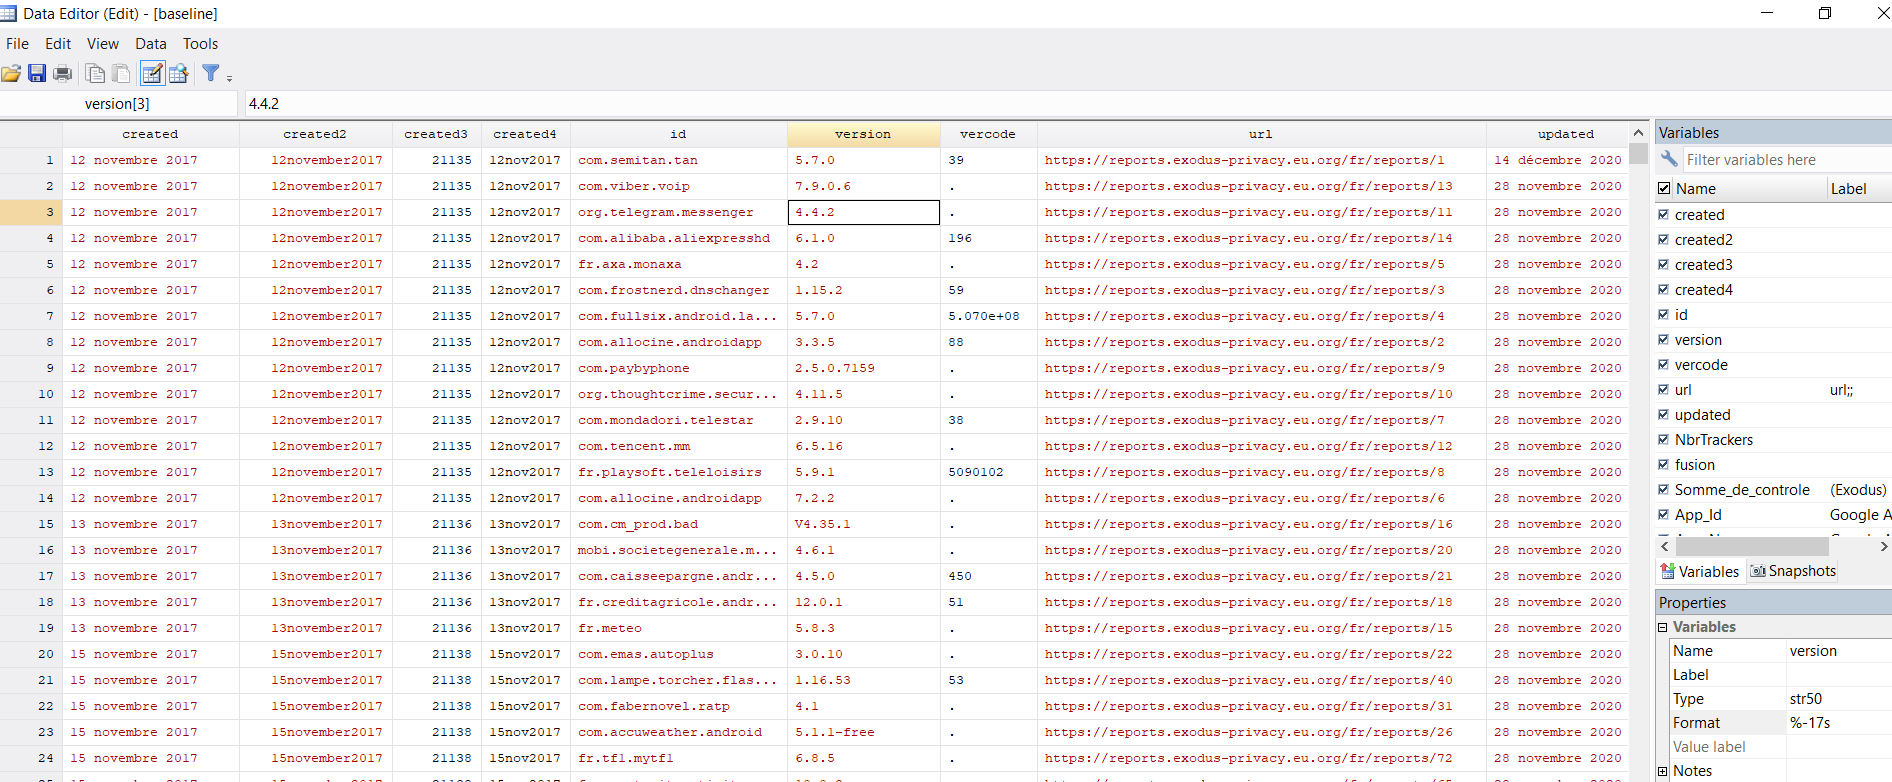 Data Editor (Edit) - [baseline]
File Edit View Data Tools
version[3] 4.4.2
created created2 created3 created4 id version vercode url updated
1 12 novembre 2017 12november2017 21135 12nov2017 com.semitan.tan 5.7.0 39 https://reports.exodus-privacy.eu.org/fr/reports/1 14 décembre 2020
2 12 novembre 2017 12november2017 21135 12nov2017 com.viber.voip 7.9.0.6 . https://reports.exodus-privacy.eu.org/fr/reports/13 28 novembre 2020
3 12 novembre 2017 12november2017 21135 12nov2017 org.telegram.messenger 4.4.2 . https://reports.exodus-privacy.eu.org/fr/reports/11 28 novembre 2020
4 12 novembre 2017 12november2017 21135 12nov2017 com.alibaba.aliexpresshd 6.1.0 196 https://reports.exodus-privacy.eu.org/fr/reports/14 28 novembre 2020
5 12 novembre 2017 12november2017 21135 12nov2017 fr.axa.monaxa 4.2 . https://reports.exodus-privacy.eu.org/fr/reports/5 28 novembre 2020
6 12 novembre 2017 12november2017 21135 12nov2017 com.frostnerd.dnschanger 1.15.2 59 https://reports.exodus-privacy.eu.org/fr/reports/3 28 novembre 2020
7 12 novembre 2017 12november2017 21135 12nov2017 com.fullsix.android.la... 5.7.0 5.070e+08 https://reports.exodus-privacy.eu.org/fr/reports/4 28 novembre 2020
8 12 novembre 2017 12november2017 21135 12nov2017 com.allocine.androidapp 3.3.5 88 https://reports.exodus-privacy.eu.org/fr/reports/2 28 novembre 2020
9 12 novembre 2017 12november2017 21135 12nov2017 com.paybyphone 2.5.0.7159 . https://reports.exodus-privacy.eu.org/fr/reports/9 28 novembre 2020
10 12 novembre 2017 12november2017 21135 12nov2017 org.thoughtcrime.secur... 4.11.5 . https://reports.exodus-privacy.eu.org/fr/reports/10 28 novembre 2020
11 12 novembre 2017 12november2017 21135 12nov2017 com.mondadori.telestar 2.9.10 38 https://reports.exodus-privacy.eu.org/fr/reports/7 28 novembre 2020
12 12 novembre 2017 12november2017 21135 12nov2017 com.tencent.mm 6.5.16 . https://reports.exodus-privacy.eu.org/fr/reports/12 28 novembre 2020
13 12 novembre 2017 12november2017 21135 12nov2017 fr.playsoft.teleloisirs 5.9.1 5090102 https://reports.exodus-privacy.eu.org/fr/reports/8 28 novembre 2020
14 12 novembre 2017 12november2017 21135 12nov2017 com.allocine.androidapp 7.2.2 . https://reports.exodus-privacy.eu.org/fr/reports/6 28 novembre 2020
15 13 novembre 2017 13november2017 21136 13nov2017 com.cm_prod.bad V4.35.1 . https://reports.exodus-privacy.eu.org/fr/reports/16 28 novembre 2020
16 13 novembre 2017 13november2017 21136 13nov2017 mobi.societegenerale.m... 4.6.1 . https://reports.exodus-privacy.eu.org/fr/reports/20 28 novembre 2020
17 13 novembre 2017 13november2017 21136 13nov2017 com.caisseepargne.andr... 4.5.0 450 https://reports.exodus-privacy.eu.org/fr/reports/21 28 novembre 2020
18 13 novembre 2017 13november2017 21136 13nov2017 fr.creditagricole.andr... 12.0.1 51 https://reports.exodus-privacy.eu.org/fr/reports/18 28 novembre 2020
19 13 novembre 2017 13november2017 21136 13nov2017 fr.meteo 5.8.3 . https://reports.exodus-privacy.eu.org/fr/reports/15 28 novembre 2020
20 15 novembre 2017 15november2017 21138 15nov2017 com.emas.autoplus 3.0.10 . https://reports.exodus-privacy.eu.org/fr/reports/22 28 novembre 2020
21 15 novembre 2017 15november2017 21138 15nov2017 com.lampe.torcher.flas... 1.16.53 53 https://reports.exodus-privacy.eu.org/fr/reports/40 28 novembre 2020
22 15 novembre 2017 15november2017 21138 15nov2017 com.fabernovel.ratp 4.1 . https://reports.exodus-privacy.eu.org/fr/reports/31 28 novembre 2020
23 15 novembre 2017 15november2017 21138 15nov2017 com.accuweather.android 5.1.1-free . https://reports.exodus-privacy.eu.org/fr/reports/26 28 novembre 2020
24 15 novembre 2017 15november2017 21138 15nov2017 fr.tfl.mytfl 6.8.5 . https://reports.exodus-privacy.eu.org/fr/reports/72 28 novembre 2020
Variables
Filter variables here
Name Label
created
created2
created3
created4
id
version
vercode
url url;;
updated
NbrTrackers
fusion
Somme_de_controle (Exodus)
App_Id Google A
Variables Snapshots
Properties
Variables
Name version
Label
Type str50
Format %-17s
Value label
Notes